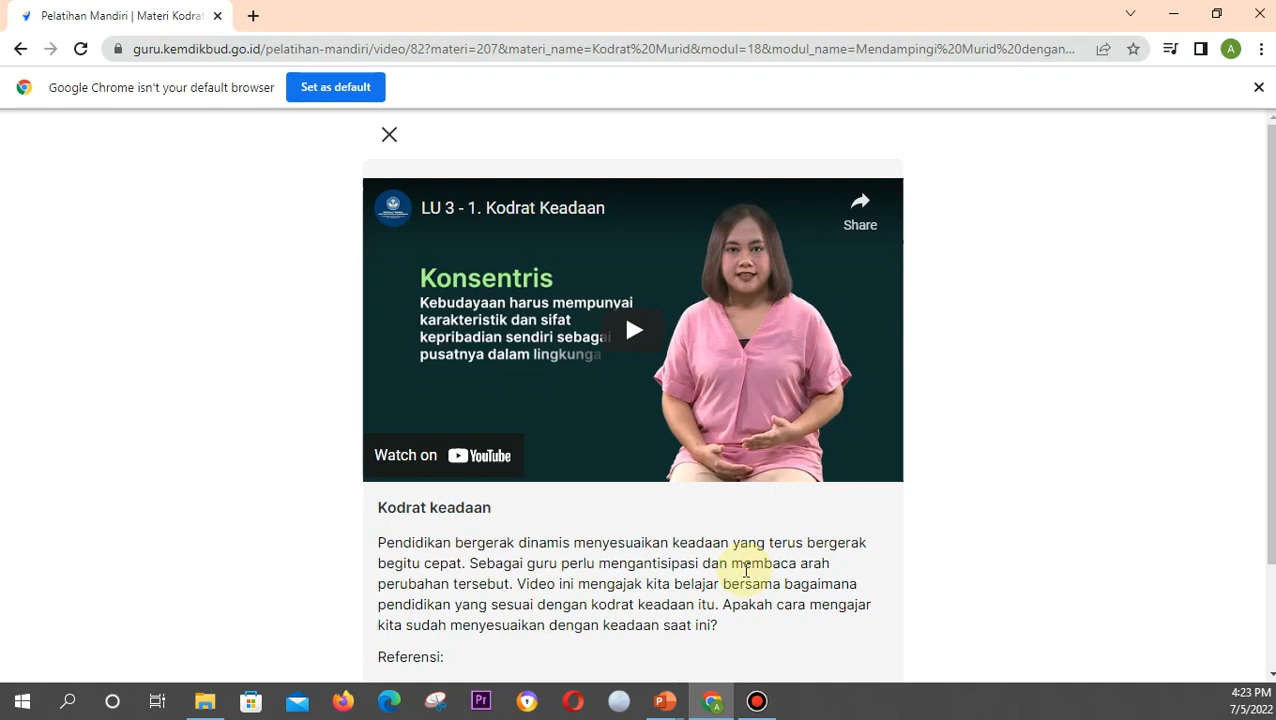 Pelatihan Mandiri | Materi Kodrat
guru.kemdikbud.go.id/pelatihan-mandiri/video/82?materi=207&materi_name=Kodrat%20Murid&modul=18&modul_name=Mendampingi%20Murid%20dengan...
A
Google Chrome isn't your default browser
Set as default
LU 3 - 1. Kodrat Keadaan
Share
Konsentris
Kebudayaan harus mempunyai
karakteristik dan sifat
kepribadian sendiri sebagai
pusatnya dalam lingkunga
Watch on YouTube
Kodrat keadaan
Pendidikan bergerak dinamis menyesuaikan keadaan yang terus bergerak
begitu cepat. Sebagai guru perlu mengantisipasi dan membaca arah
perubahan tersebut. Video ini mengajak kita belajar bersama bagaimana
pendidikan yang sesuai dengan kodrat keadaan itu. Apakah cara mengajar
kita sudah menyesuaikan dengan keadaan saat ini?
Referensi:
Pr
4:23 PM
7/5/2022